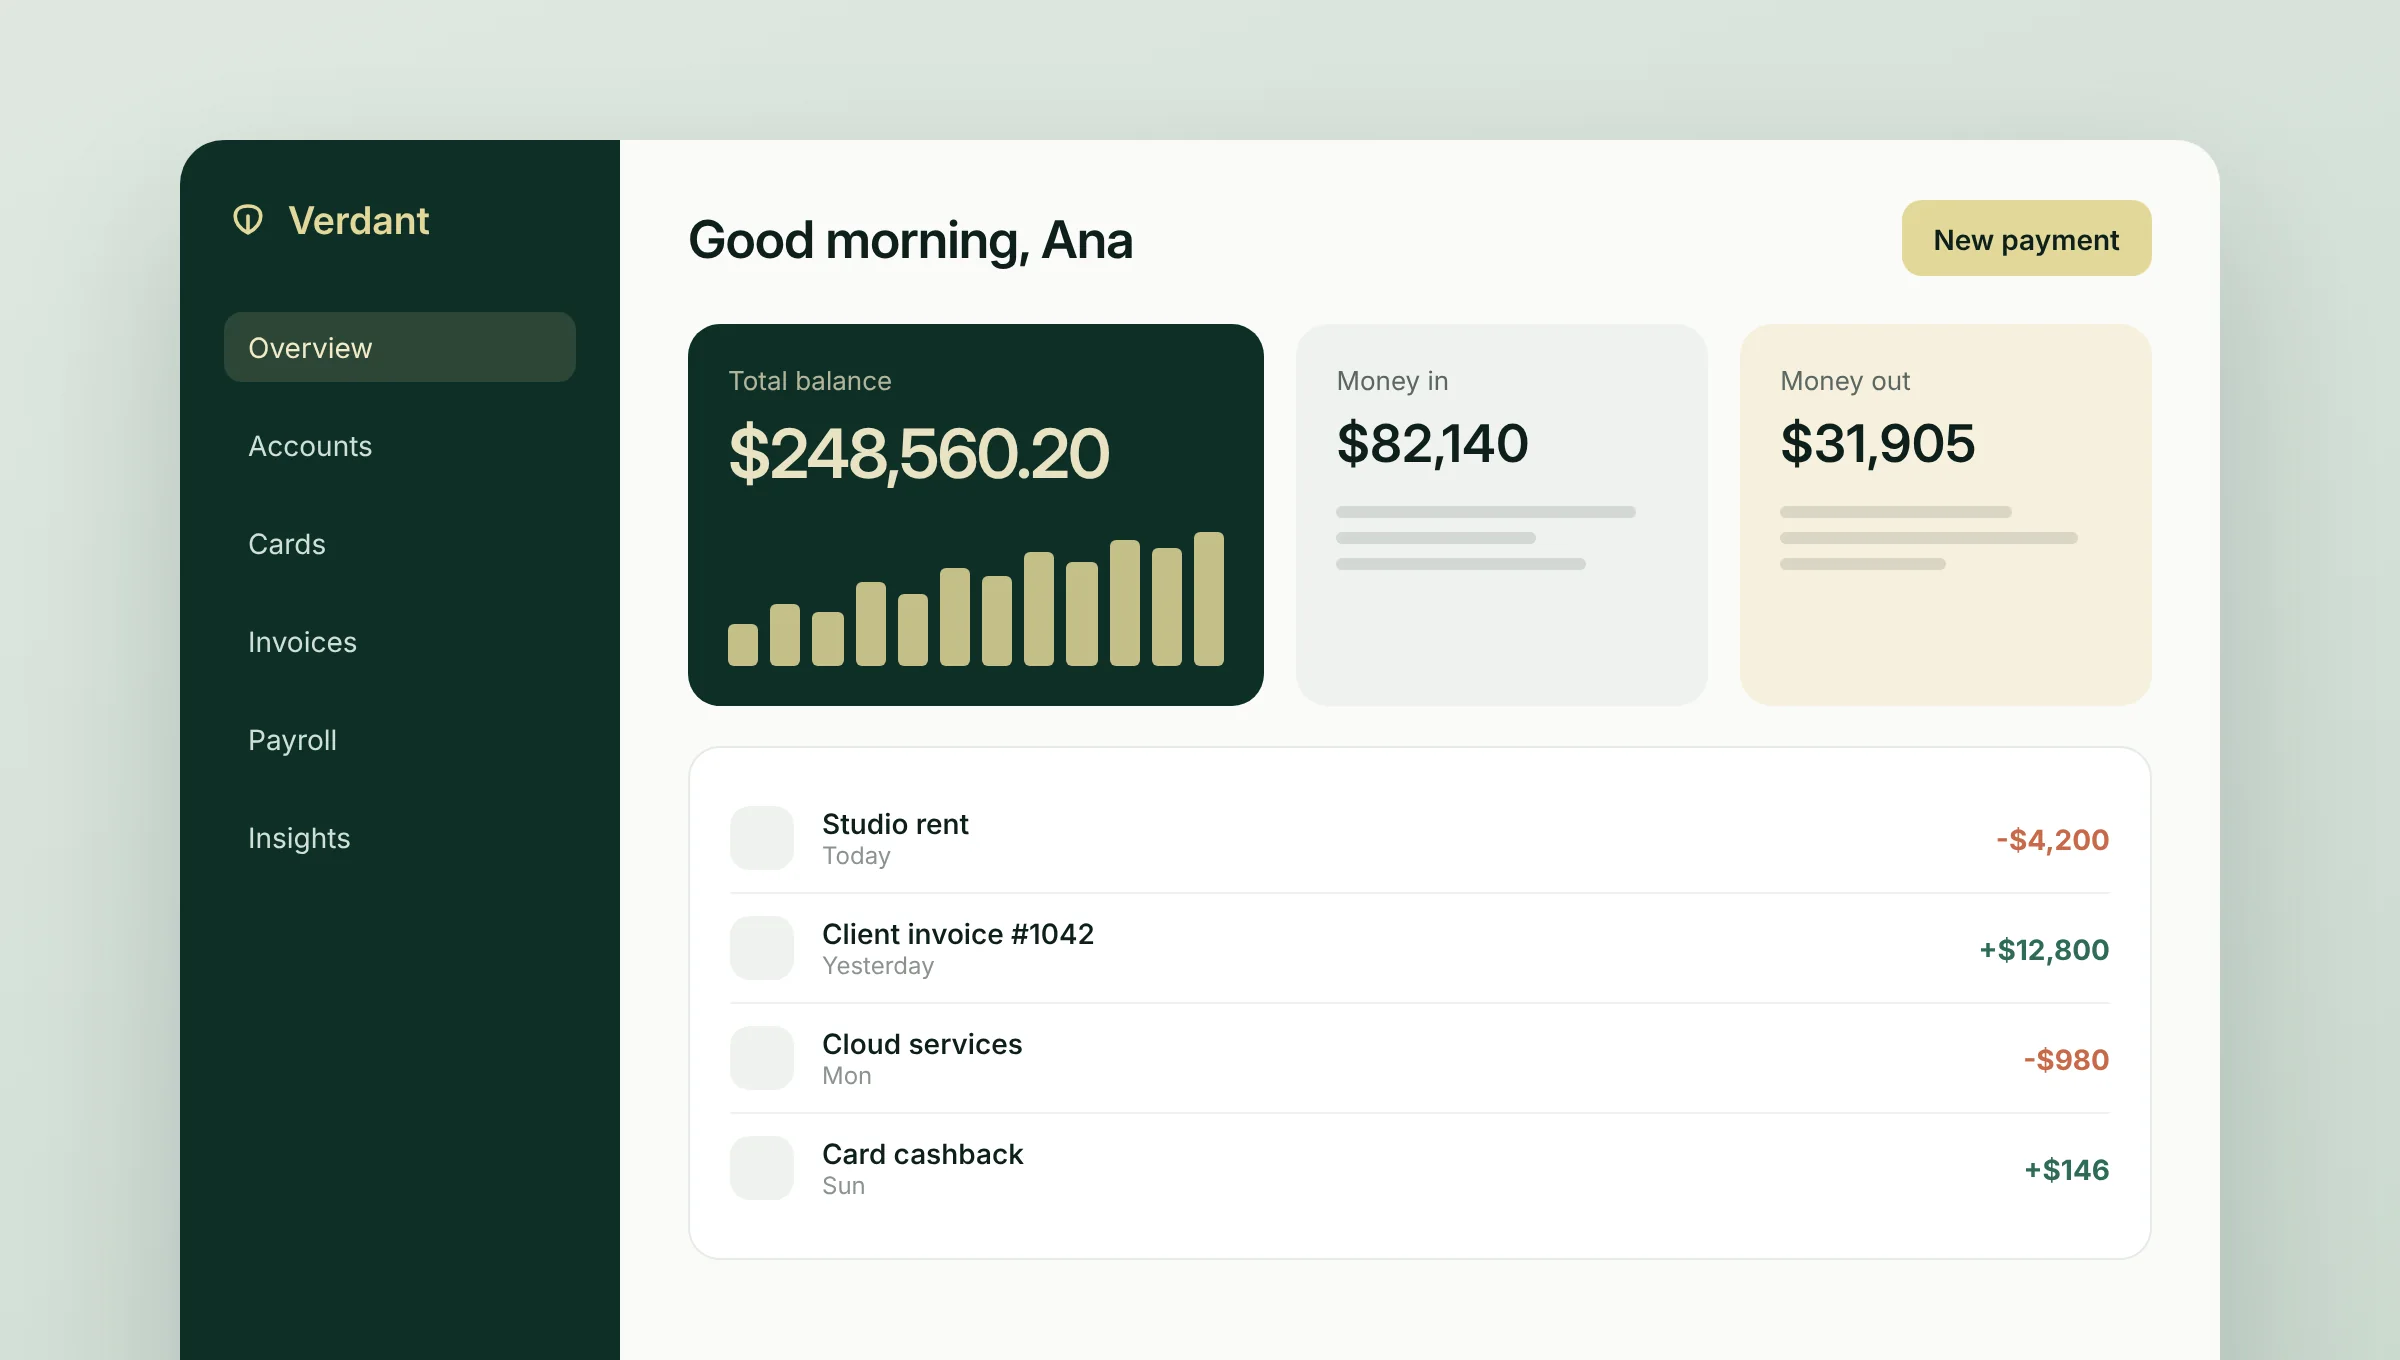 Verdant
Overview
Accounts
Cards
Invoices
Payroll
Insights
Good morning, Ana
New payment
Total balance
$248,560.20
Money in
$82,140
Money out
$31,905
Studio rent
Today
-$4,200
Client invoice #1042
Yesterday
+$12,800
Cloud services
Mon
-$980
Card cashback
Sun
+$146